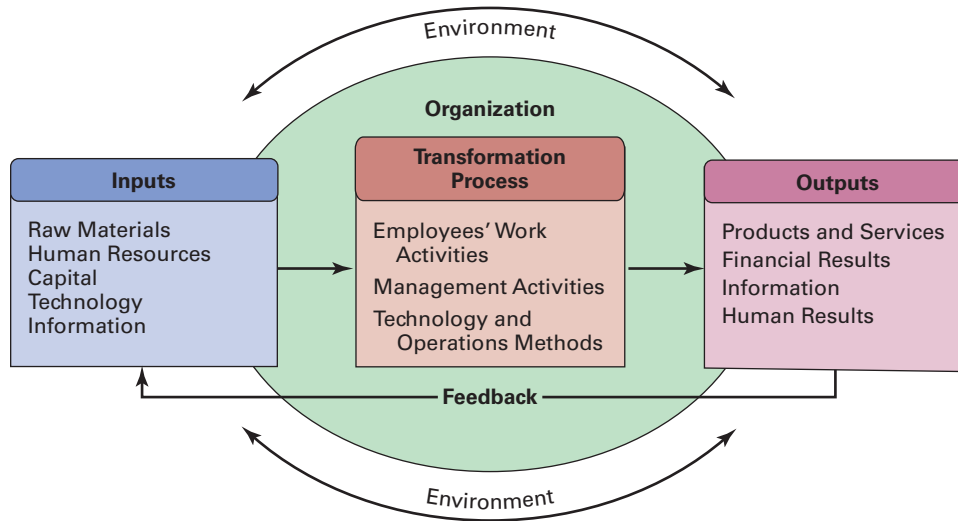 Environment
Organization
Inputs
Raw Materials
Human Resources
Capital
Technology
Information
Transformation
Process
Employees’ Work
Activities
Management Activities
Technology and
Operations Methods
Outputs
Products and Services
Financial Results
Information
Human Results
Feedback
Environment